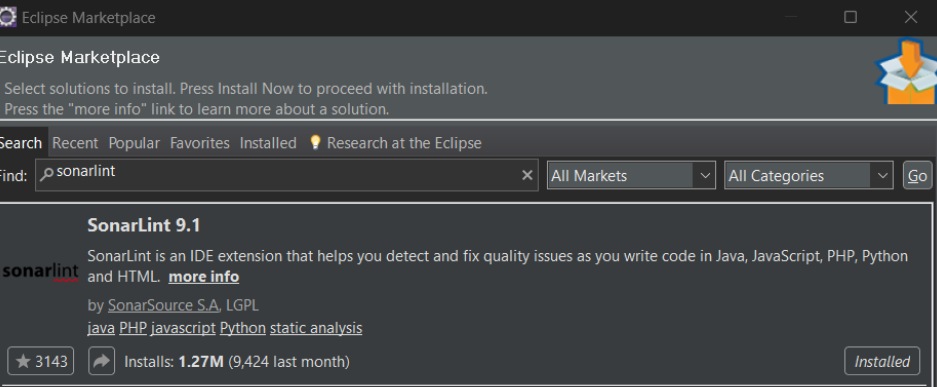 Eclipse Marketplace
Eclipse Marketplace
Select solutions to install. Press Install Now to proceed with installation.
Press the "more info" link to learn more about a solution.
Search Recent Popular Favorites Installed Research at the Eclipse
Find: sonarlint All Markets All Categories Go
SonarLint 9.1
SonarLint is an IDE extension that helps you detect and fix quality issues as you write code in Java, JavaScript, PHP, Python
sonarlint and HTML. more info
by SonarSource S.A, LGPL
java PHP javascript Python static analysis
3143 Installs: 1.27M (9,424 last month) Installed